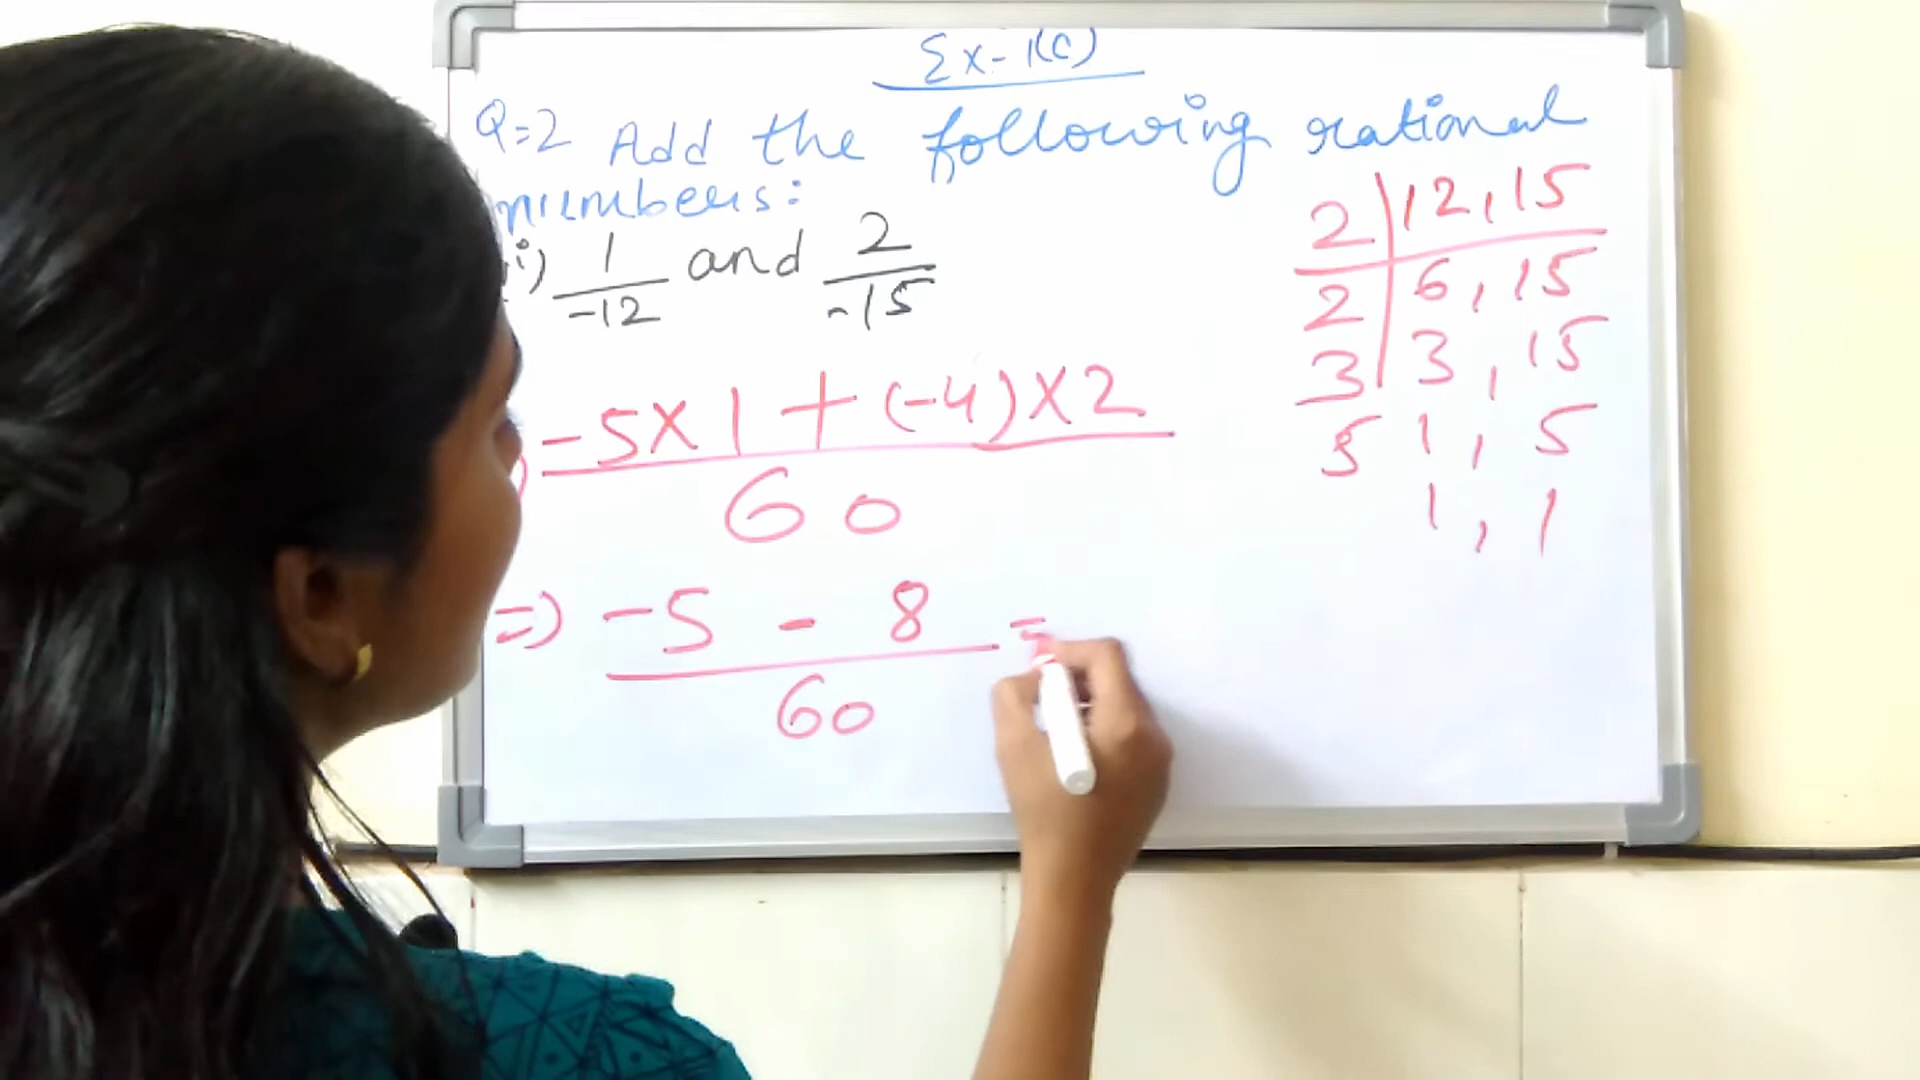 Ex-1(C)
Q=2 Add the following rational
numbers:
i) 1/-12 and 2/-15
-5×1+(-4)×2
60
=> -5 - 8 =
60
2 | 12, 15
2 | 6, 15
3 | 3, 15
5 1, 5
1, 1